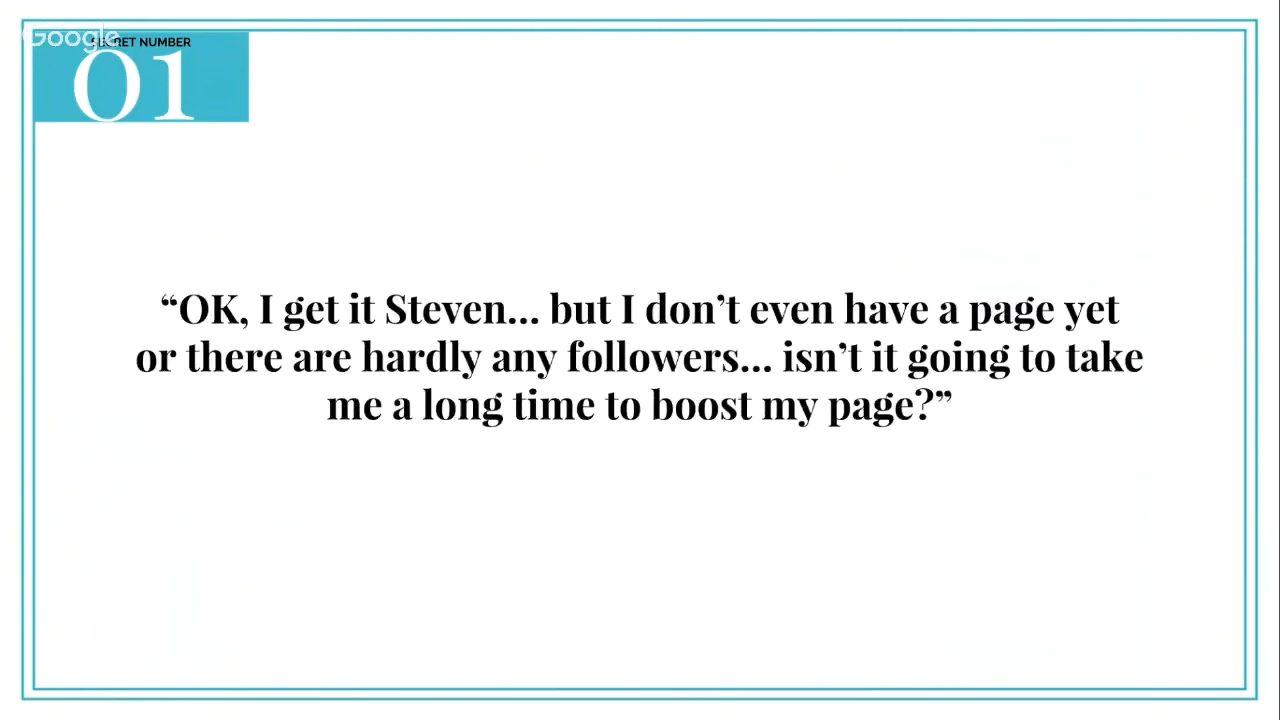 Google
SECRET NUMBER
01
“OK, I get it Steven... but I don’t even have a page yet
or there are hardly any followers... isn’t it going to take
me a long time to boost my page?”